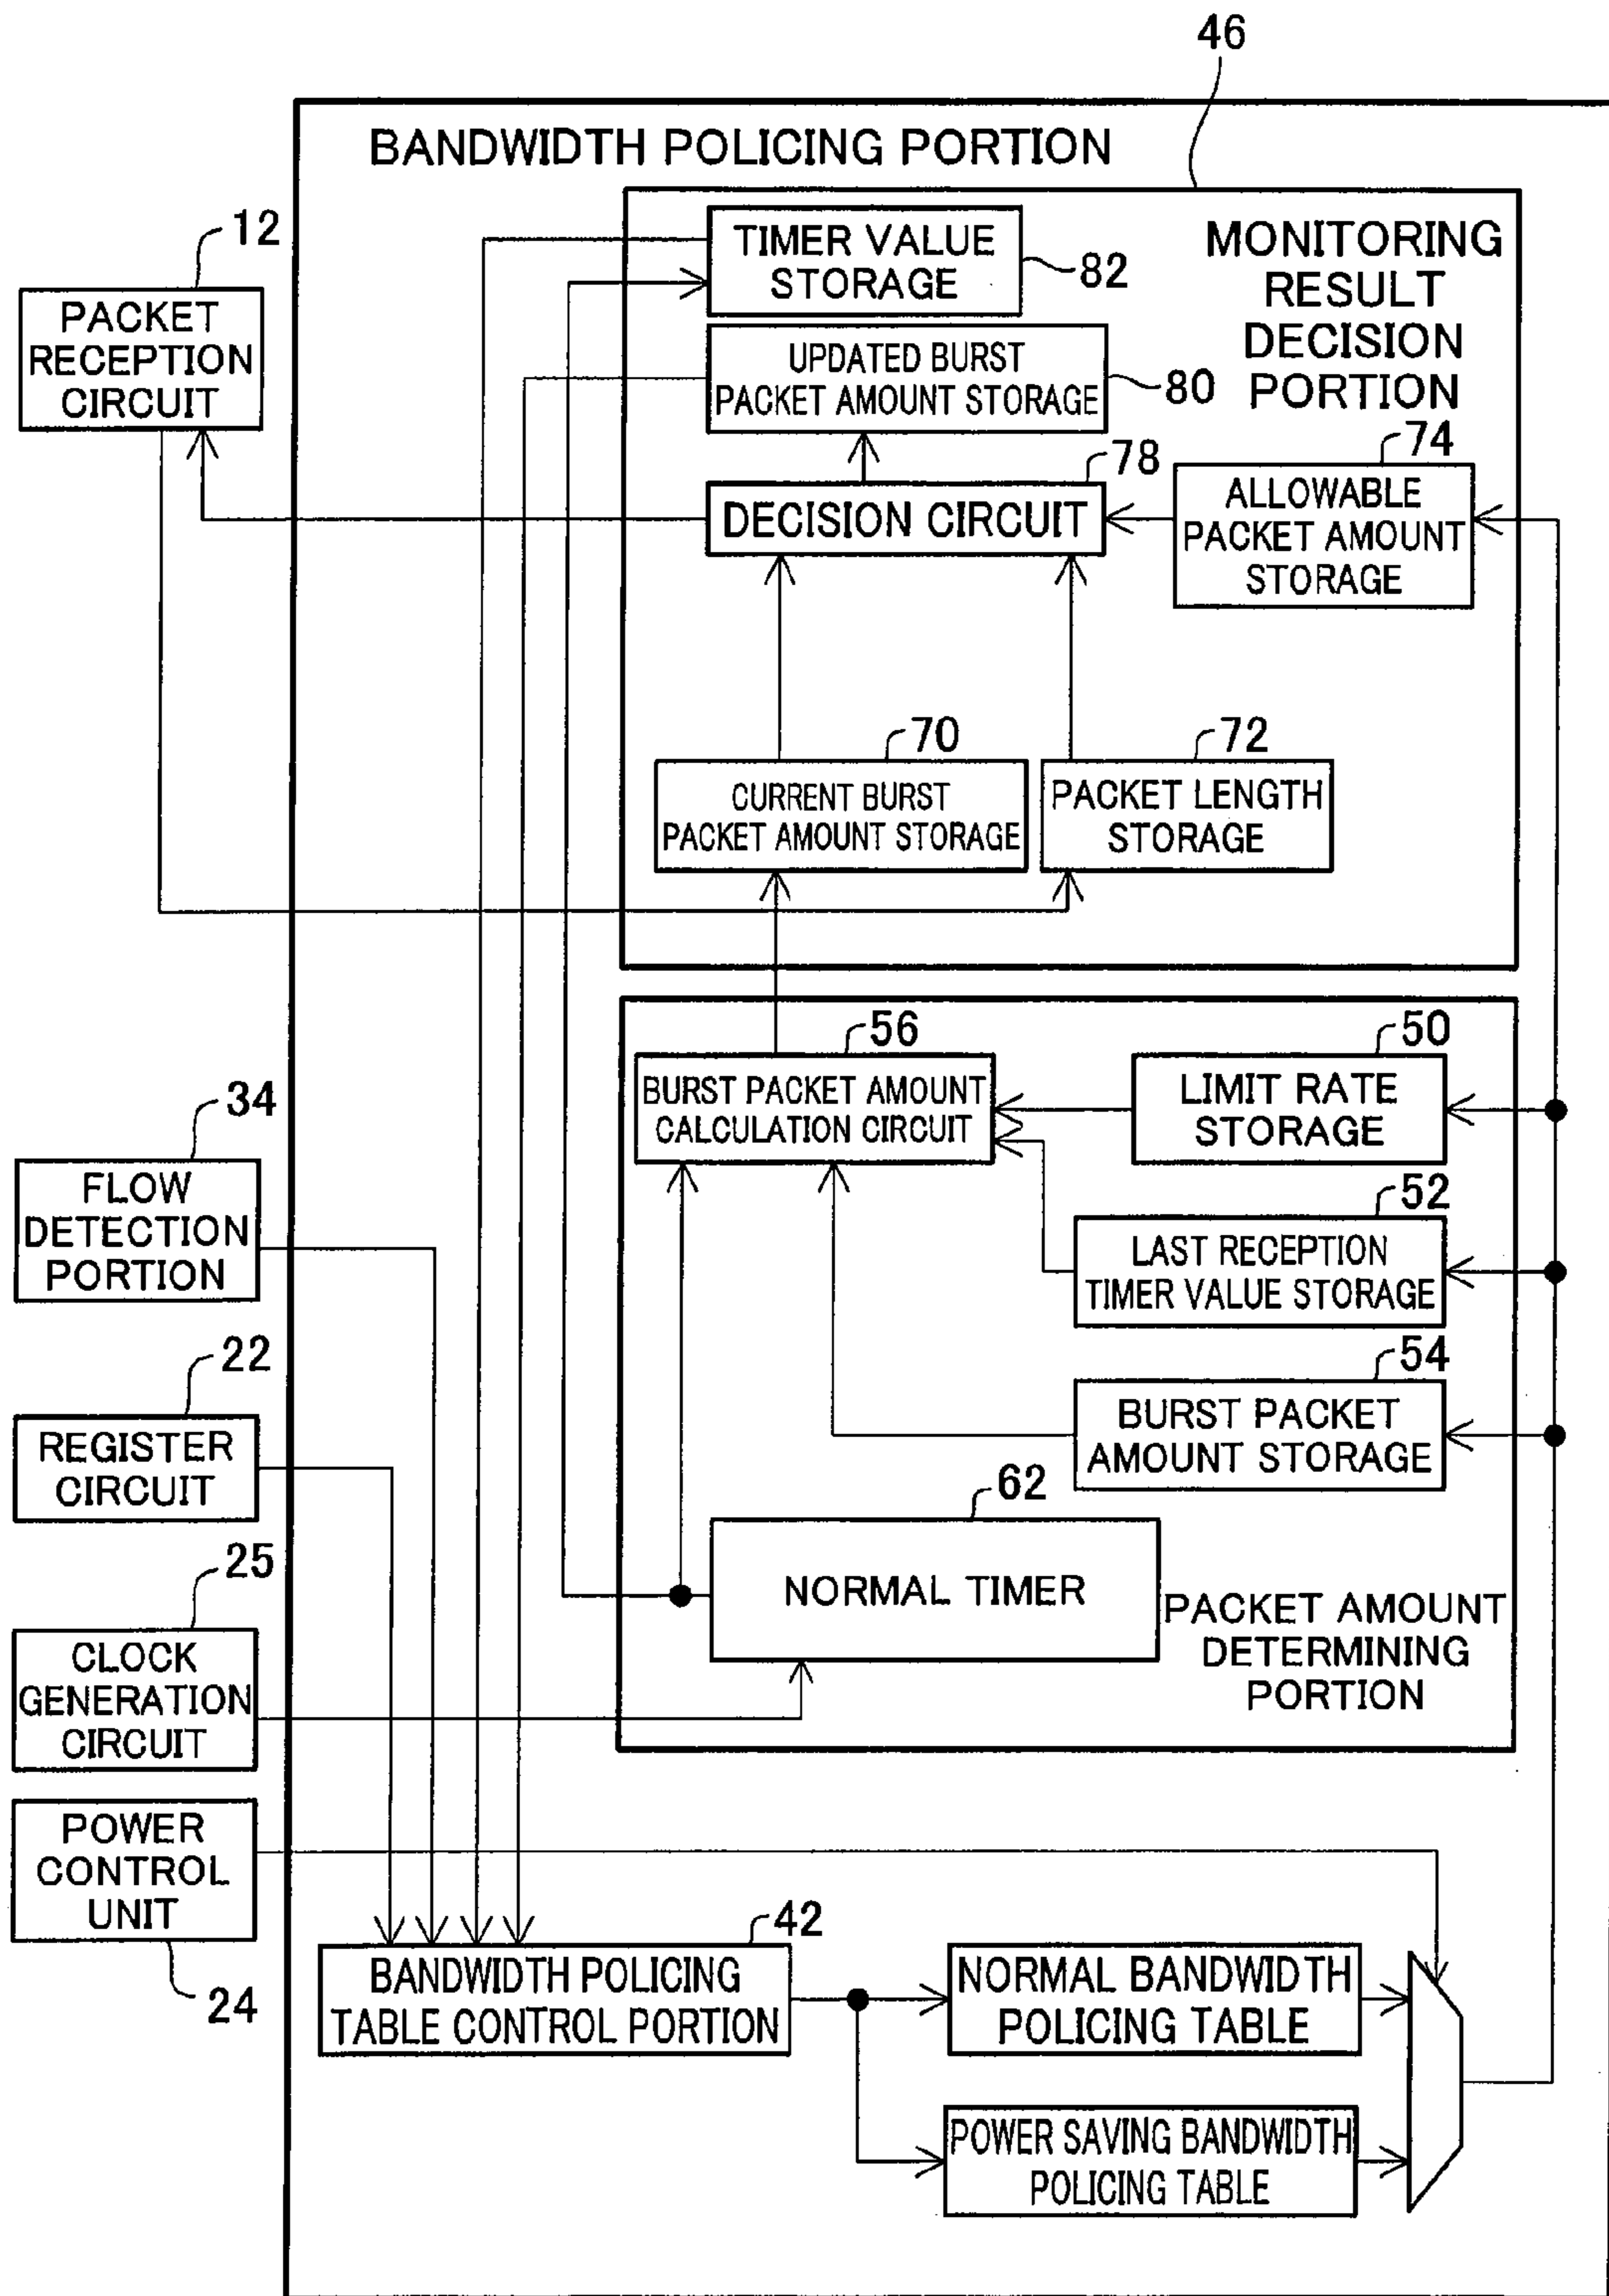 46
BANDWIDTH POLICING PORTION
12
PACKET
RECEPTION
CIRCUIT
TIMER VALUE
STORAGE
82
MONITORING
RESULT
DECISION
PORTION
UPDATED BURST
PACKET AMOUNT STORAGE
80
78
DECISION CIRCUIT
74
ALLOWABLE
PACKET AMOUNT
STORAGE
70
CURRENT BURST
PACKET AMOUNT STORAGE
72
PACKET LENGTH
STORAGE
56
BURST PACKET AMOUNT
CALCULATION CIRCUIT
50
LIMIT RATE
STORAGE
34
FLOW
DETECTION
PORTION
52
LAST RECEPTION
TIMER VALUE STORAGE
22
REGISTER
CIRCUIT
54
BURST PACKET
AMOUNT STORAGE
62
NORMAL TIMER
PACKET AMOUNT
DETERMINING
PORTION
25
CLOCK
GENERATION
CIRCUIT
POWER
CONTROL
UNIT
24
42
BANDWIDTH POLICING
TABLE CONTROL PORTION
NORMAL BANDWIDTH
POLICING TABLE
POWER SAVING BANDWIDTH
POLICING TABLE